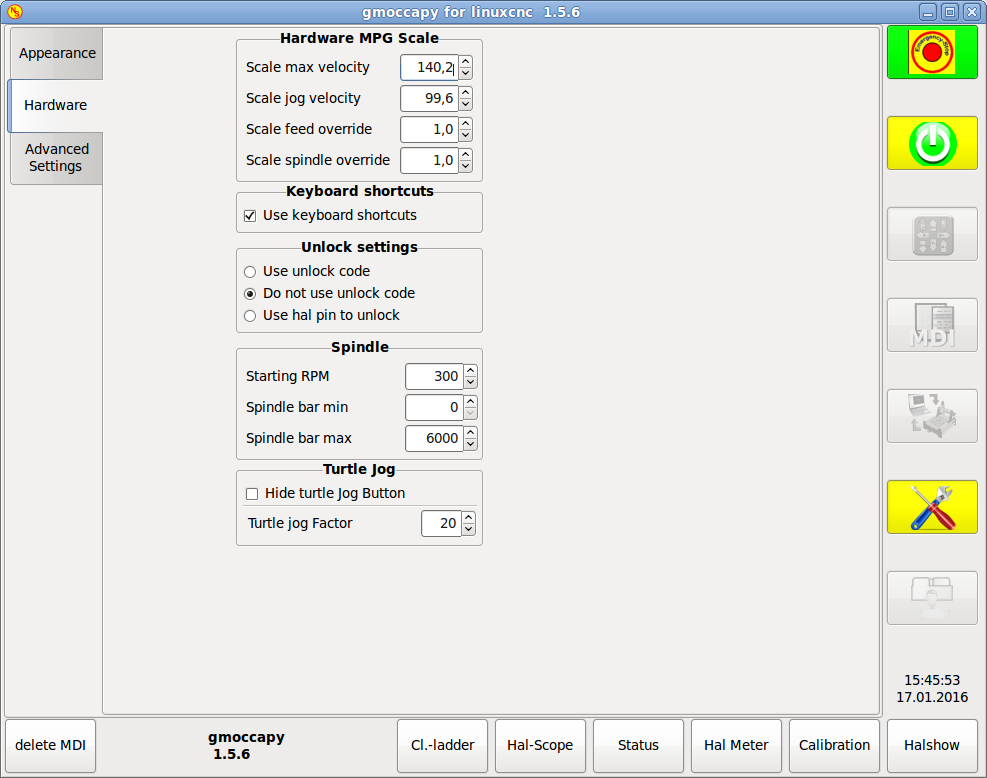 gmoccapy for linuxcnc 1.5.6
Appearance
Hardware
Advanced
Settings
Hardware MPG Scale
Scale max velocity 140,2
Scale jog velocity 99,6
Scale feed override 1,0
Scale spindle override 1,0
Keyboard shortcuts
Use keyboard shortcuts
Unlock settings
Use unlock code
Do not use unlock code
Use hal pin to unlock
Spindle
Starting RPM 300
Spindle bar min 0
Spindle bar max 6000
Turtle Jog
Hide turtle Jog Button
Turtle jog Factor 20
Emergency-Stop
MDI
15:45:53
17.01.2016
delete MDI
gmoccapy
1.5.6
Cl.-ladder
Hal-Scope
Status
Hal Meter
Calibration
Halshow